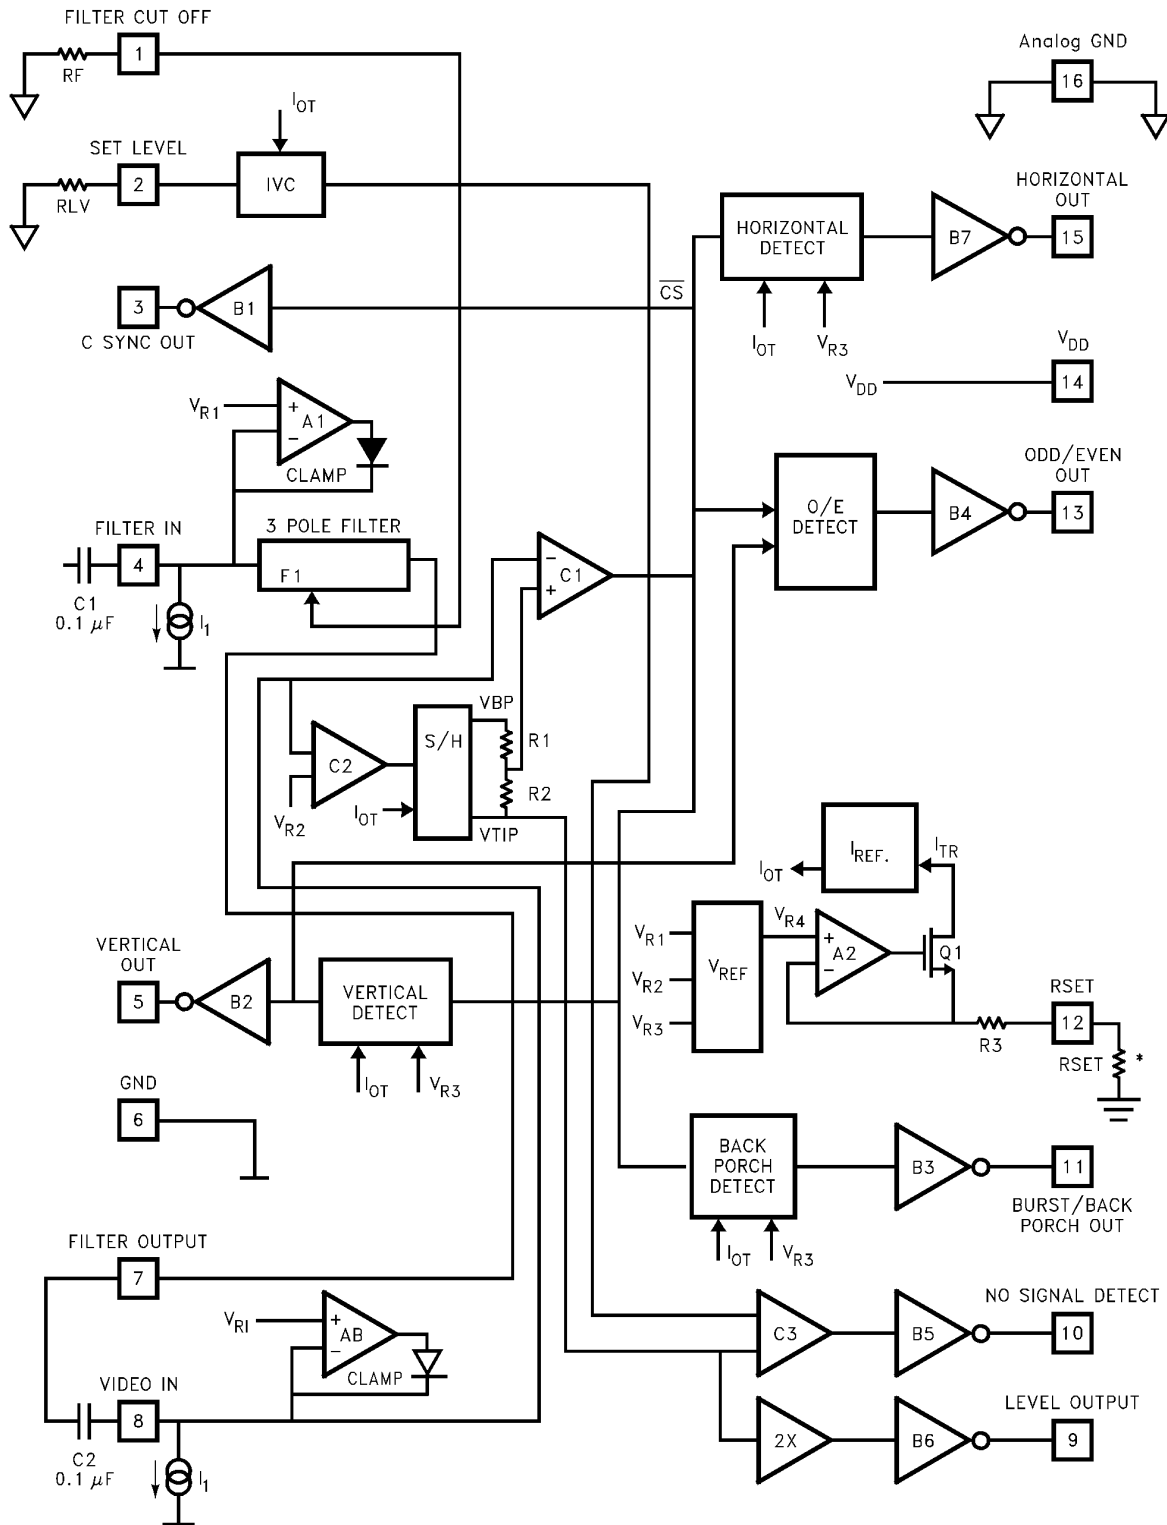 FILTER CUT OFF
1
RF
Analog GND
16
I_OT
SET LEVEL
2
RLV
IVC
HORIZONTAL
DETECT
B7
HORIZONTAL
OUT
15
I_OT
V_R3
3
B1
C SYNC OUT
C̅S̅
V_DD
V_DD
14
V_R1
+
−
A1
CLAMP
FILTER IN
4
C1
0.1 μF
I_1
3 POLE FILTER
F1
−
+
C1
O/E
DETECT
B4
ODD/EVEN
OUT
13
C2
V_R2
S/H
I_OT
VBP
R1
R2
VTIP
I_OT
I_REF.
I_TR
V_R1
V_R2
V_R3
V_REF
V_R4
+
−
A2
Q1
R3
RSET
12
RSET
*
VERTICAL
OUT
5
B2
VERTICAL
DETECT
I_OT
V_R3
GND
6
BACK
PORCH
DETECT
I_OT
V_R3
B3
11
BURST/BACK
PORCH OUT
FILTER OUTPUT
7
V_RI
+
−
AB
CLAMP
VIDEO IN
8
C2
0.1 μF
I_1
C3
B5
NO SIGNAL DETECT
10
2X
B6
LEVEL OUTPUT
9